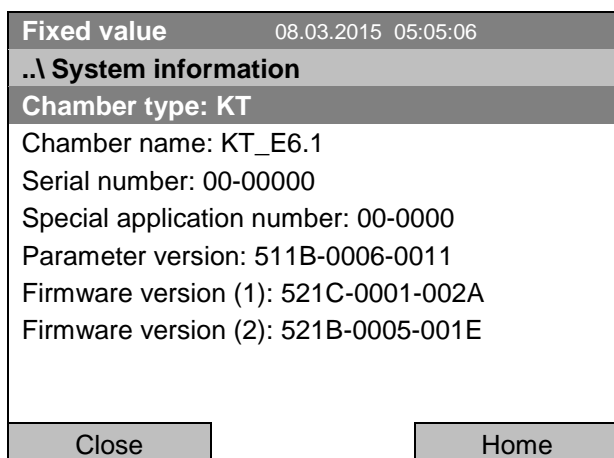 Fixed value 08.03.2015 05:05:06
..\ System information
Chamber type: KT
Chamber name: KT_E6.1
Serial number: 00-00000
Special application number: 00-0000
Parameter version: 511B-0006-0011
Firmware version (1): 521C-0001-002A
Firmware version (2): 521B-0005-001E
Close Home